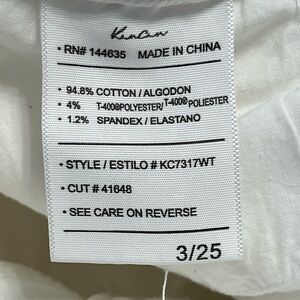 KanCan
• RN# 144635 MADE IN CHINA
• 94.8% COTTON / ALGODON
• 4% T-400®POLYESTER/ T-400® POLIESTER
• 1.2% SPANDEX / ELASTANO
• STYLE / ESTILO # KC7317WT
• CUT # 41648
• SEE CARE ON REVERSE
3/25